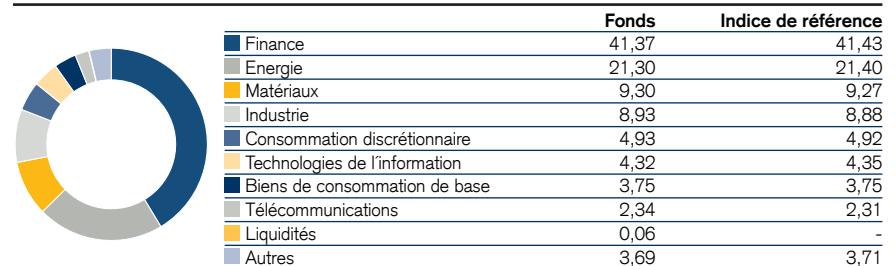 Fonds Indice de référence
Finance 41,37 41,43
Energie 21,30 21,40
Matériaux 9,30 9,27
Industrie 8,93 8,88
Consommation discrétionnaire 4,93 4,92
Technologies de l´information 4,32 4,35
Biens de consommation de base 3,75 3,75
Télécommunications 2,34 2,31
Liquidités 0,06 -
Autres 3,69 3,71